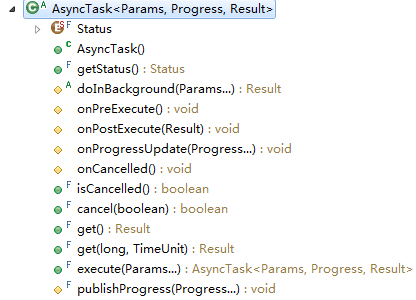 AsyncTask<Params, Progress, Result>
Status
AsyncTask()
getStatus() : Status
doInBackground(Params...) : Result
onPreExecute() : void
onPostExecute(Result) : void
onProgressUpdate(Progress...) : void
onCancelled() : void
isCancelled() : boolean
cancel(boolean) : boolean
get() : Result
get(long, TimeUnit) : Result
execute(Params...) : AsyncTask<Params, Progress, Result>
publishProgress(Progress...) : void